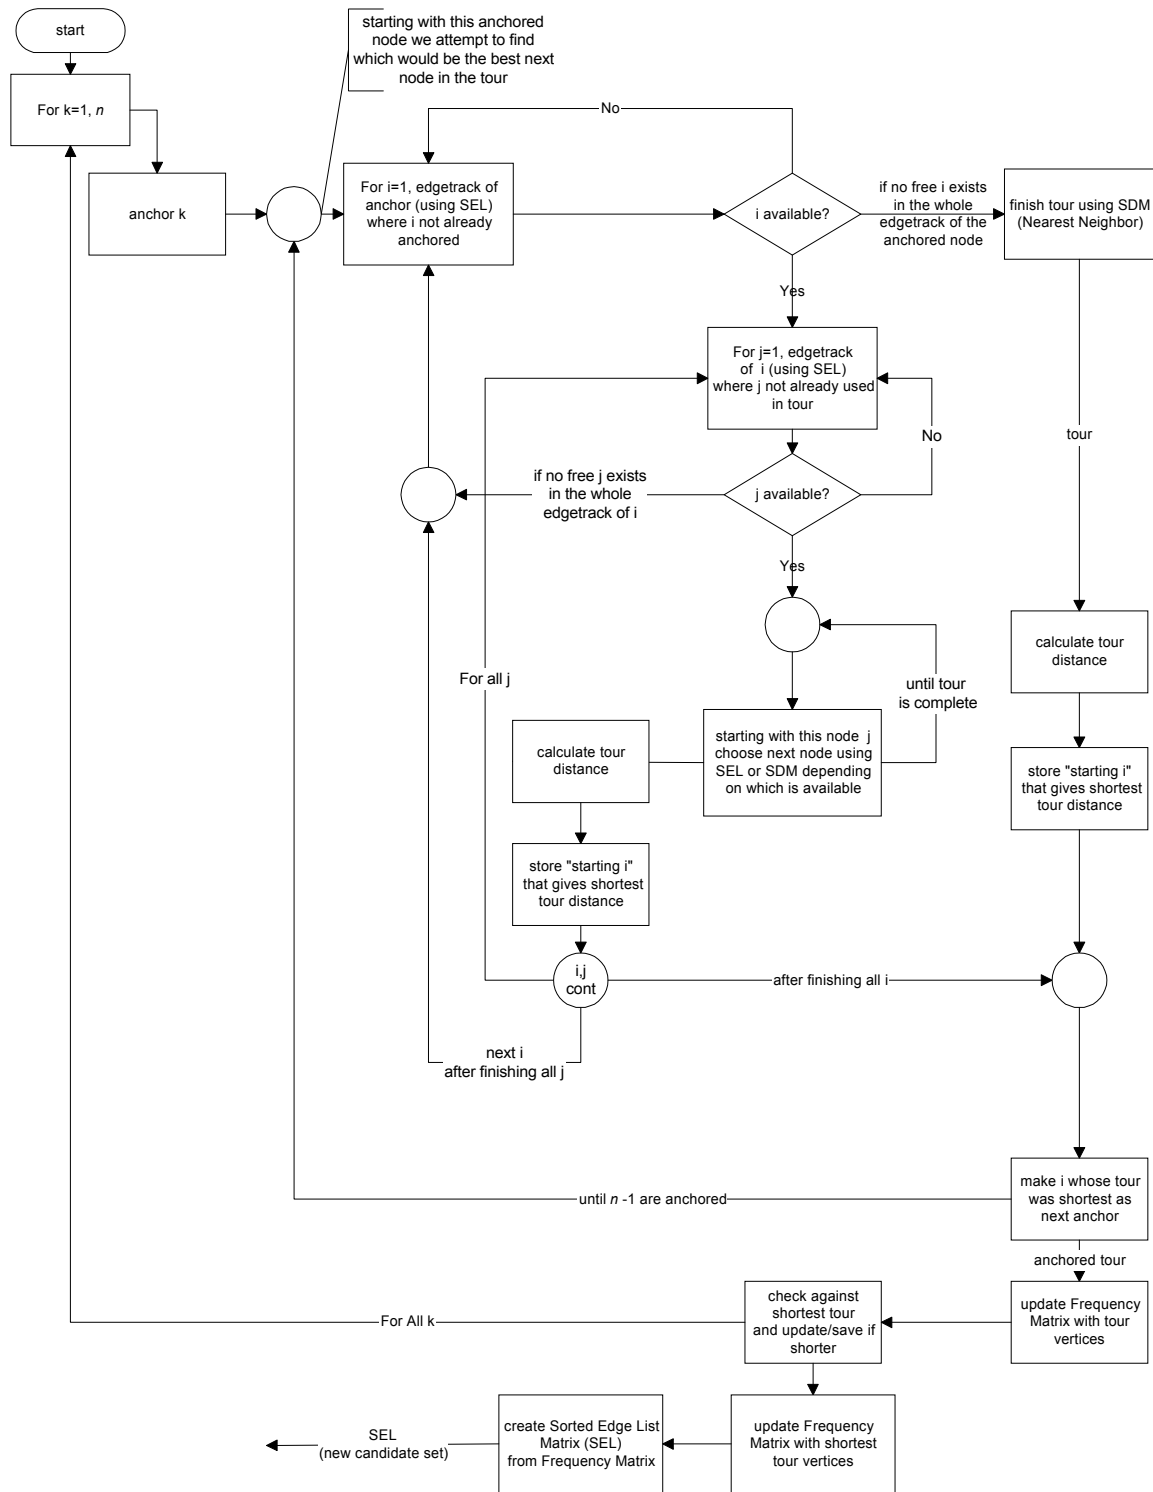 start
starting with this anchored
node we attempt to find
which would be the best next
node in the tour
For k=1, n
No
anchor k
For i=1, edgetrack of
anchor (using SEL)
where i not already
anchored
i available?
if no free i exists
in the whole
edgetrack of the
anchored node
finish tour using SDM
(Nearest Neighbor)
Yes
For j=1, edgetrack
of i (using SEL)
where j not already used
in tour
No
tour
if no free j exists
in the whole
edgetrack of i
j available?
Yes
For all j
until tour
is complete
calculate tour
distance
starting with this node j
choose next node using
SEL or SDM depending
on which is available
calculate tour
distance
store "starting i"
that gives shortest
tour distance
store "starting i"
that gives shortest
tour distance
i,j
cont
after finishing all i
next i
after finishing all j
until n -1 are anchored
make i whose tour
was shortest as
next anchor
anchored tour
For All k
check against
shortest tour
and update/save if
shorter
update Frequency
Matrix with tour
vertices
SEL
(new candidate set)
create Sorted Edge List
Matrix (SEL)
from Frequency Matrix
update Frequency
Matrix with shortest
tour vertices